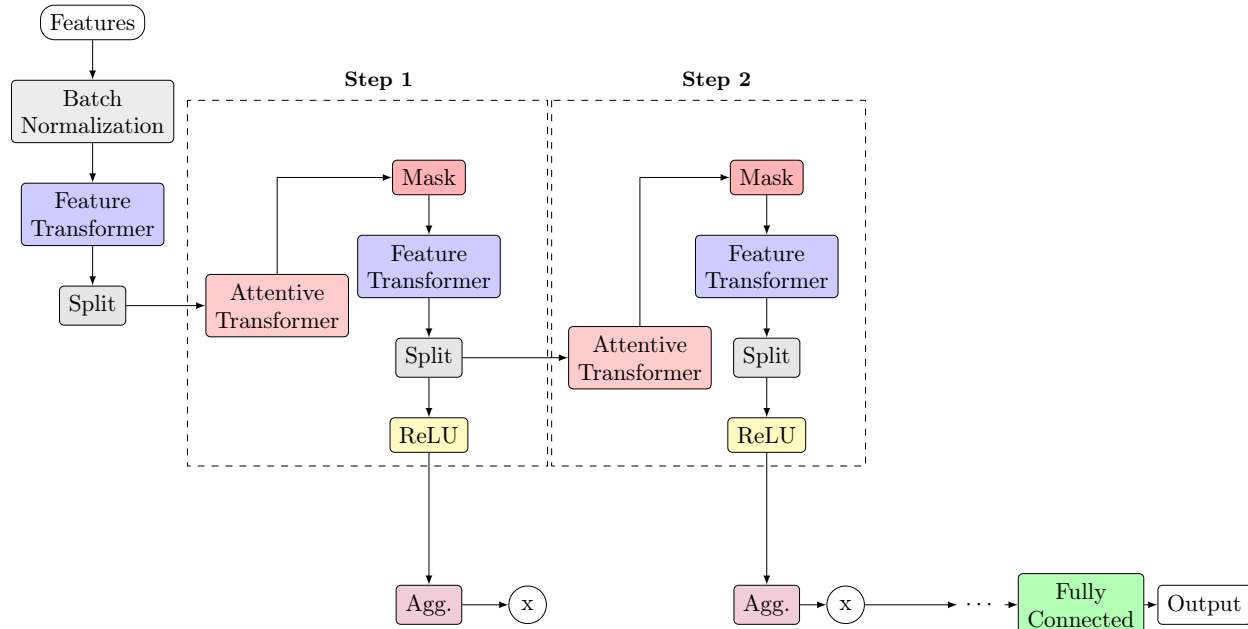 Features
Batch
Normalization
Feature
Transformer
Split
Step 1
Mask
Feature
Transformer
Attentive
Transformer
Split
ReLU
Agg.
x
Step 2
Mask
Feature
Transformer
Attentive
Transformer
Split
ReLU
Agg.
x
· · ·
Fully
Connected
Output